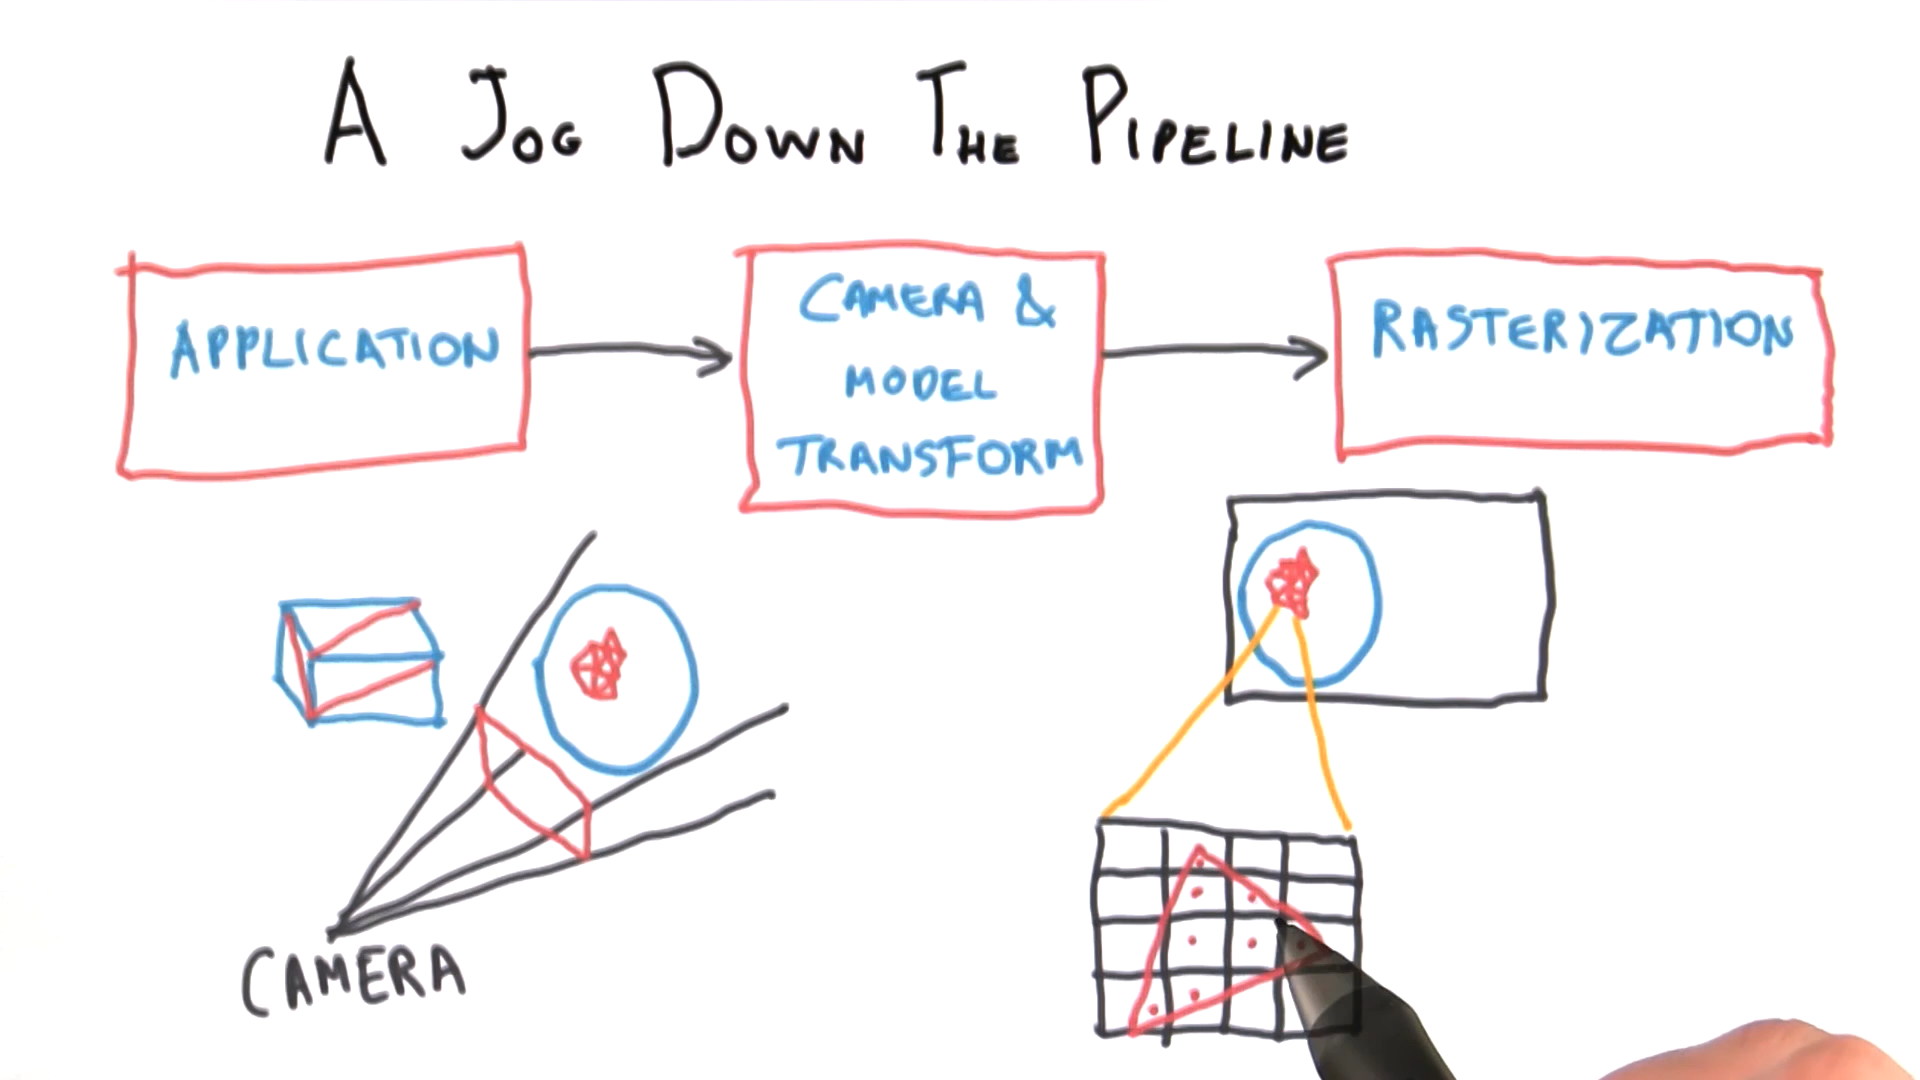 A JOG DOWN THE PIPELINE
APPLICATION
CAMERA &
MODEL
TRANSFORM
RASTERIZATION
CAMERA